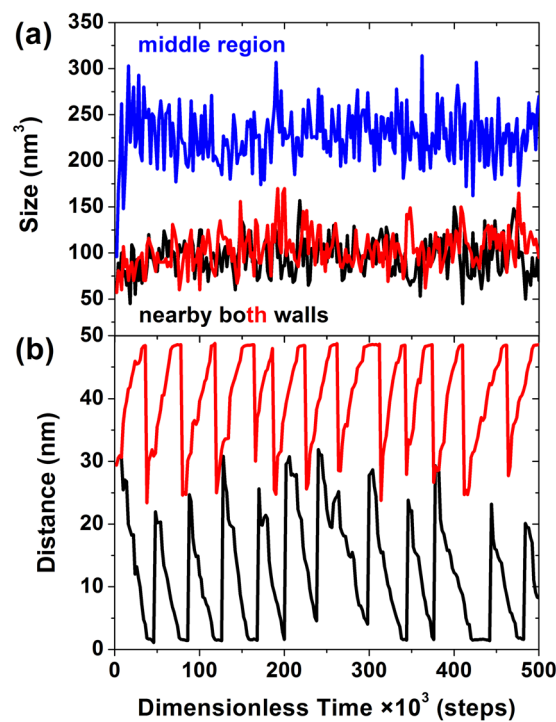 (a)
middle region
350
300
250
200
150
100
50
Size (nm³)
nearby both walls
(b)
50
40
30
20
10
0
Distance (nm)
0 100 200 300 400 500
Dimensionless Time ×10³ (steps)